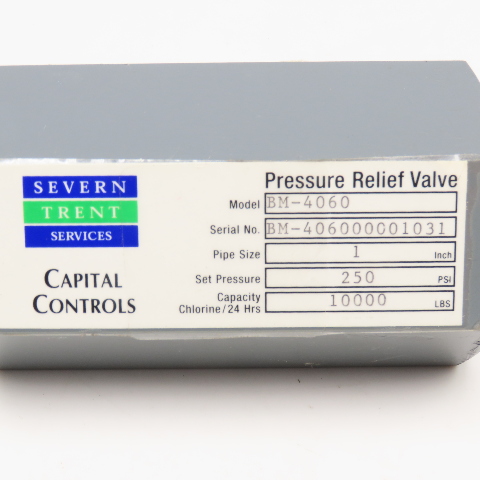 SEVERN
TRENT
SERVICES
CAPITAL
CONTROLS
Pressure Relief Valve
Model BM-4060
Serial No. BM-406000001031
Pipe Size 1 Inch
Set Pressure 250 PSI
Capacity
Chlorine/24 Hrs 10000 LBS